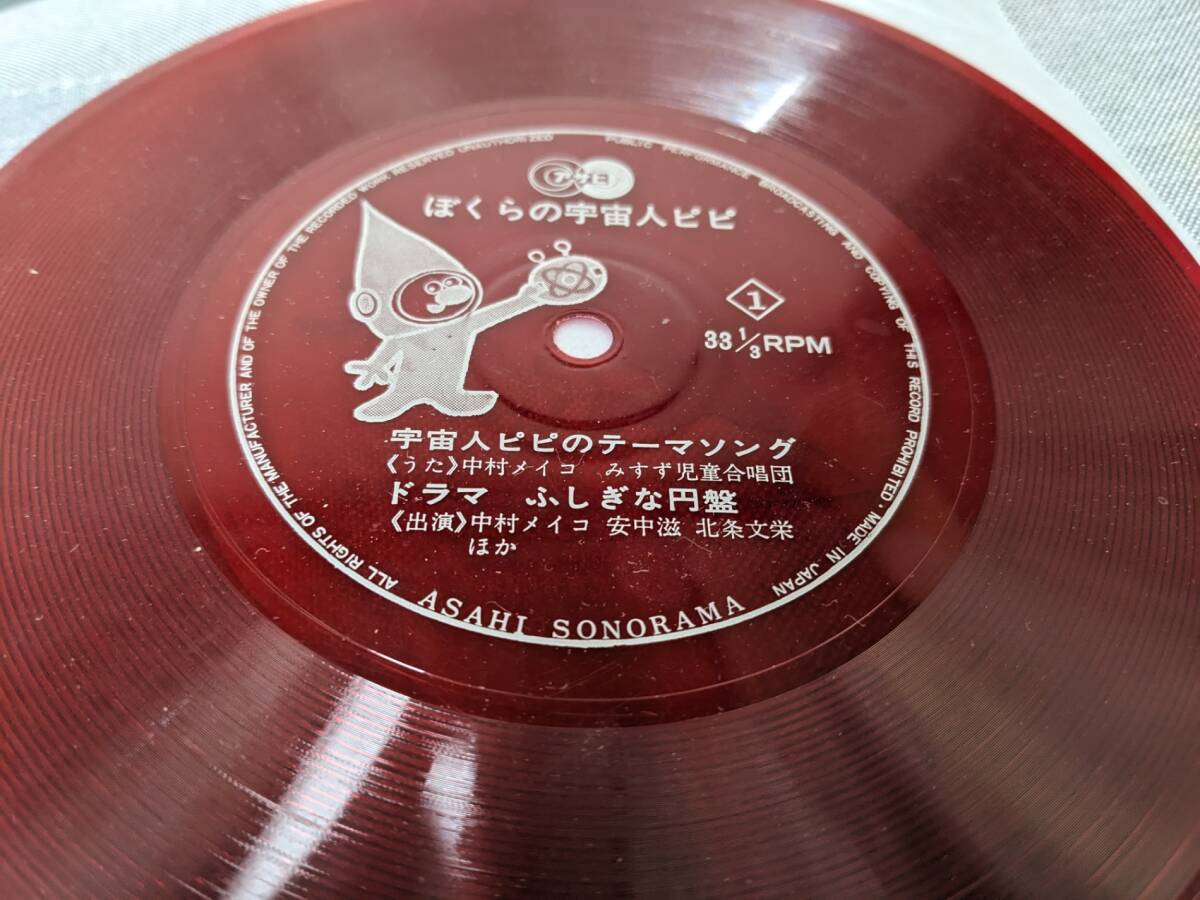 アサヒ
ぼくらの宇宙人ピピ
1
33 1/3 RPM
宇宙人ピピのテーマソング
《うた》中村メイコ みすず児童合唱団
ドラマ ふしぎな円盤
《出演》中村メイコ 安中滋 北条文栄
ほか
ASAHI SONORAMA
ALL RIGHTS OF THE MANUFACTURER AND OF THE OWNER OF THE RECORDED WORK RESERVED UNAUTHORIZED PUBLIC PERFORMANCE BROADCASTING AND COPYING OF THIS RECORD PROHIBITED・MADE IN JAPAN